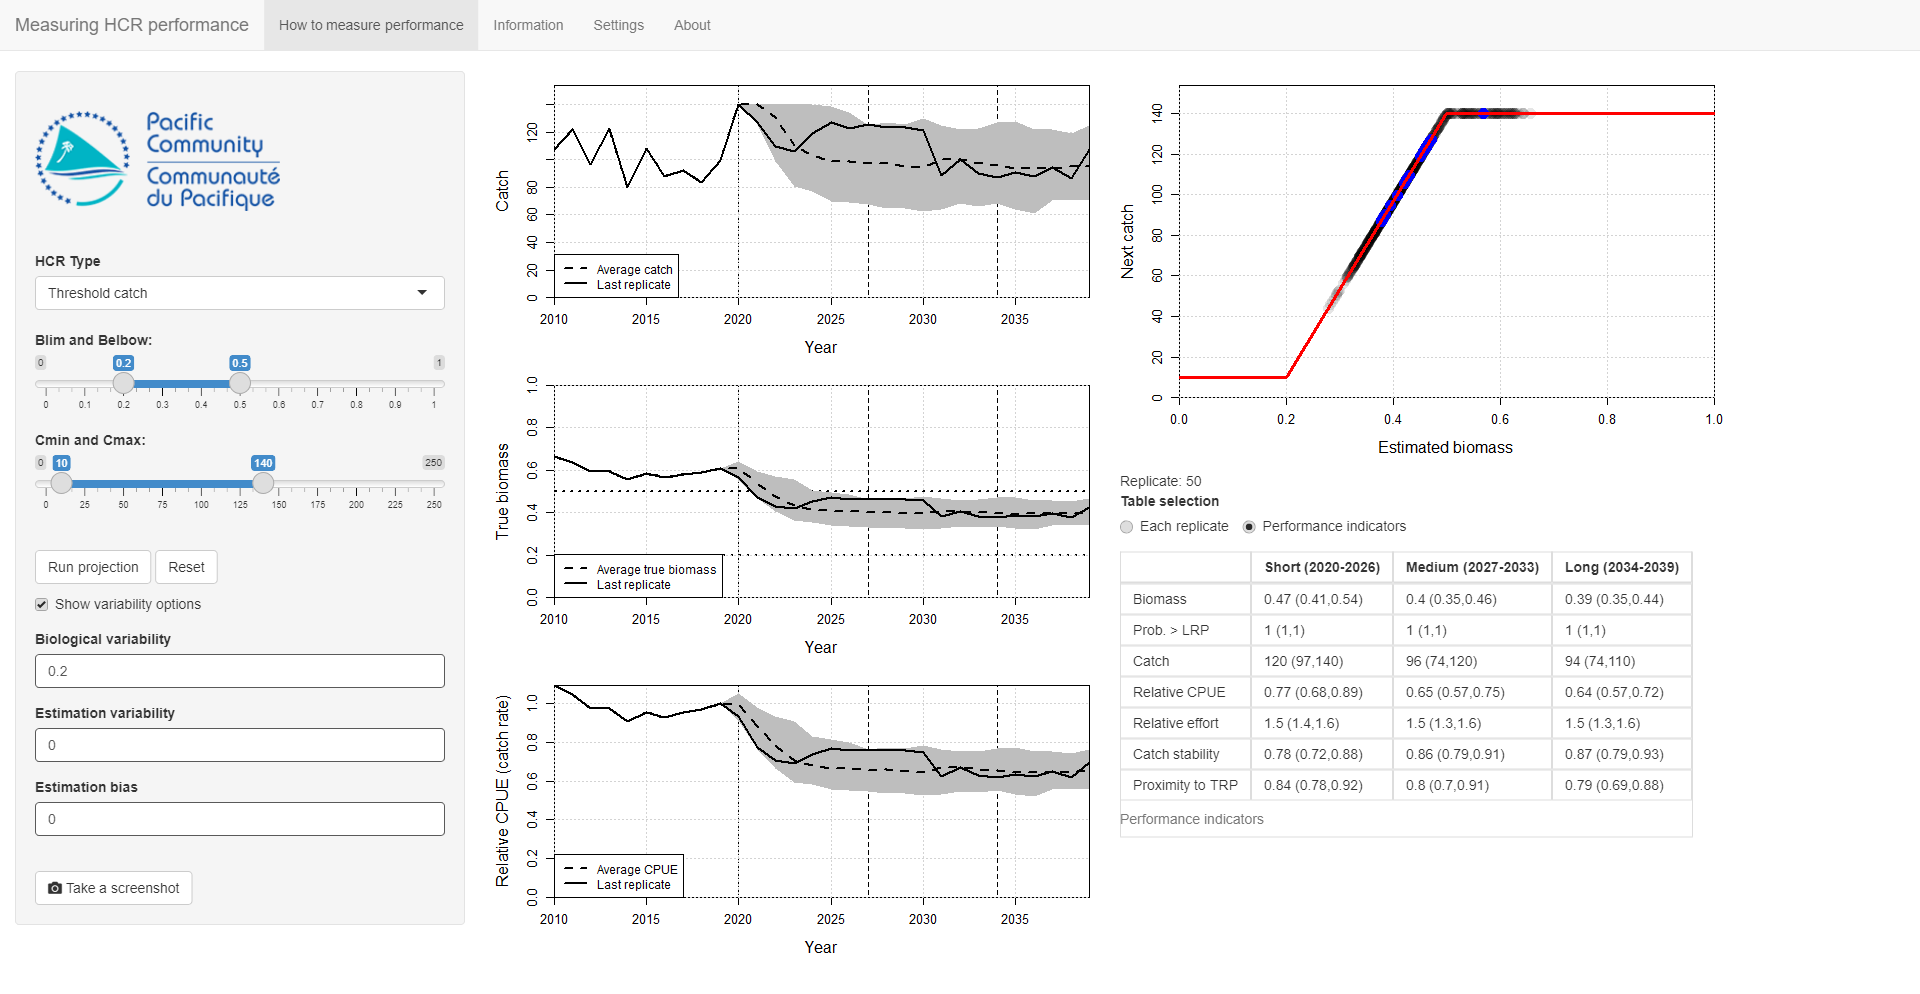 Measuring HCR performance
How to measure performance
Information
Settings
About
Pacific
Community
Communauté
du Pacifique
HCR Type
Threshold catch
Blim and Belbow:
0 0.2 0.5 1
0 0.1 0.2 0.3 0.4 0.5 0.6 0.7 0.8 0.9 1
Cmin and Cmax:
0 10 140 250
0 25 50 75 100 125 150 175 200 225 250
Run projection
Reset
Show variability options
Biological variability
0.2
Estimation variability
0
Estimation bias
0
Take a screenshot
Catch
0 20 40 60 80 120
Average catch
Last replicate
2010 2015 2020 2025 2030 2035
Year
True biomass
0.0 0.2 0.4 0.6 0.8 1.0
Average true biomass
Last replicate
2010 2015 2020 2025 2030 2035
Year
Relative CPUE (catch rate)
0.0 0.2 0.4 0.6 0.8 1.0
Average CPUE
Last replicate
2010 2015 2020 2025 2030 2035
Year
Next catch
0 20 40 60 80 100 120 140
0.0 0.2 0.4 0.6 0.8 1.0
Estimated biomass
Replicate: 50
Table selection
Each replicate Performance indicators
Short (2020-2026) Medium (2027-2033) Long (2034-2039)
Biomass 0.47 (0.41,0.54) 0.4 (0.35,0.46) 0.39 (0.35,0.44)
Prob. > LRP 1 (1,1) 1 (1,1) 1 (1,1)
Catch 120 (97,140) 96 (74,120) 94 (74,110)
Relative CPUE 0.77 (0.68,0.89) 0.65 (0.57,0.75) 0.64 (0.57,0.72)
Relative effort 1.5 (1.4,1.6) 1.5 (1.3,1.6) 1.5 (1.3,1.6)
Catch stability 0.78 (0.72,0.88) 0.86 (0.79,0.91) 0.87 (0.79,0.93)
Proximity to TRP 0.84 (0.78,0.92) 0.8 (0.7,0.91) 0.79 (0.69,0.88)
Performance indicators